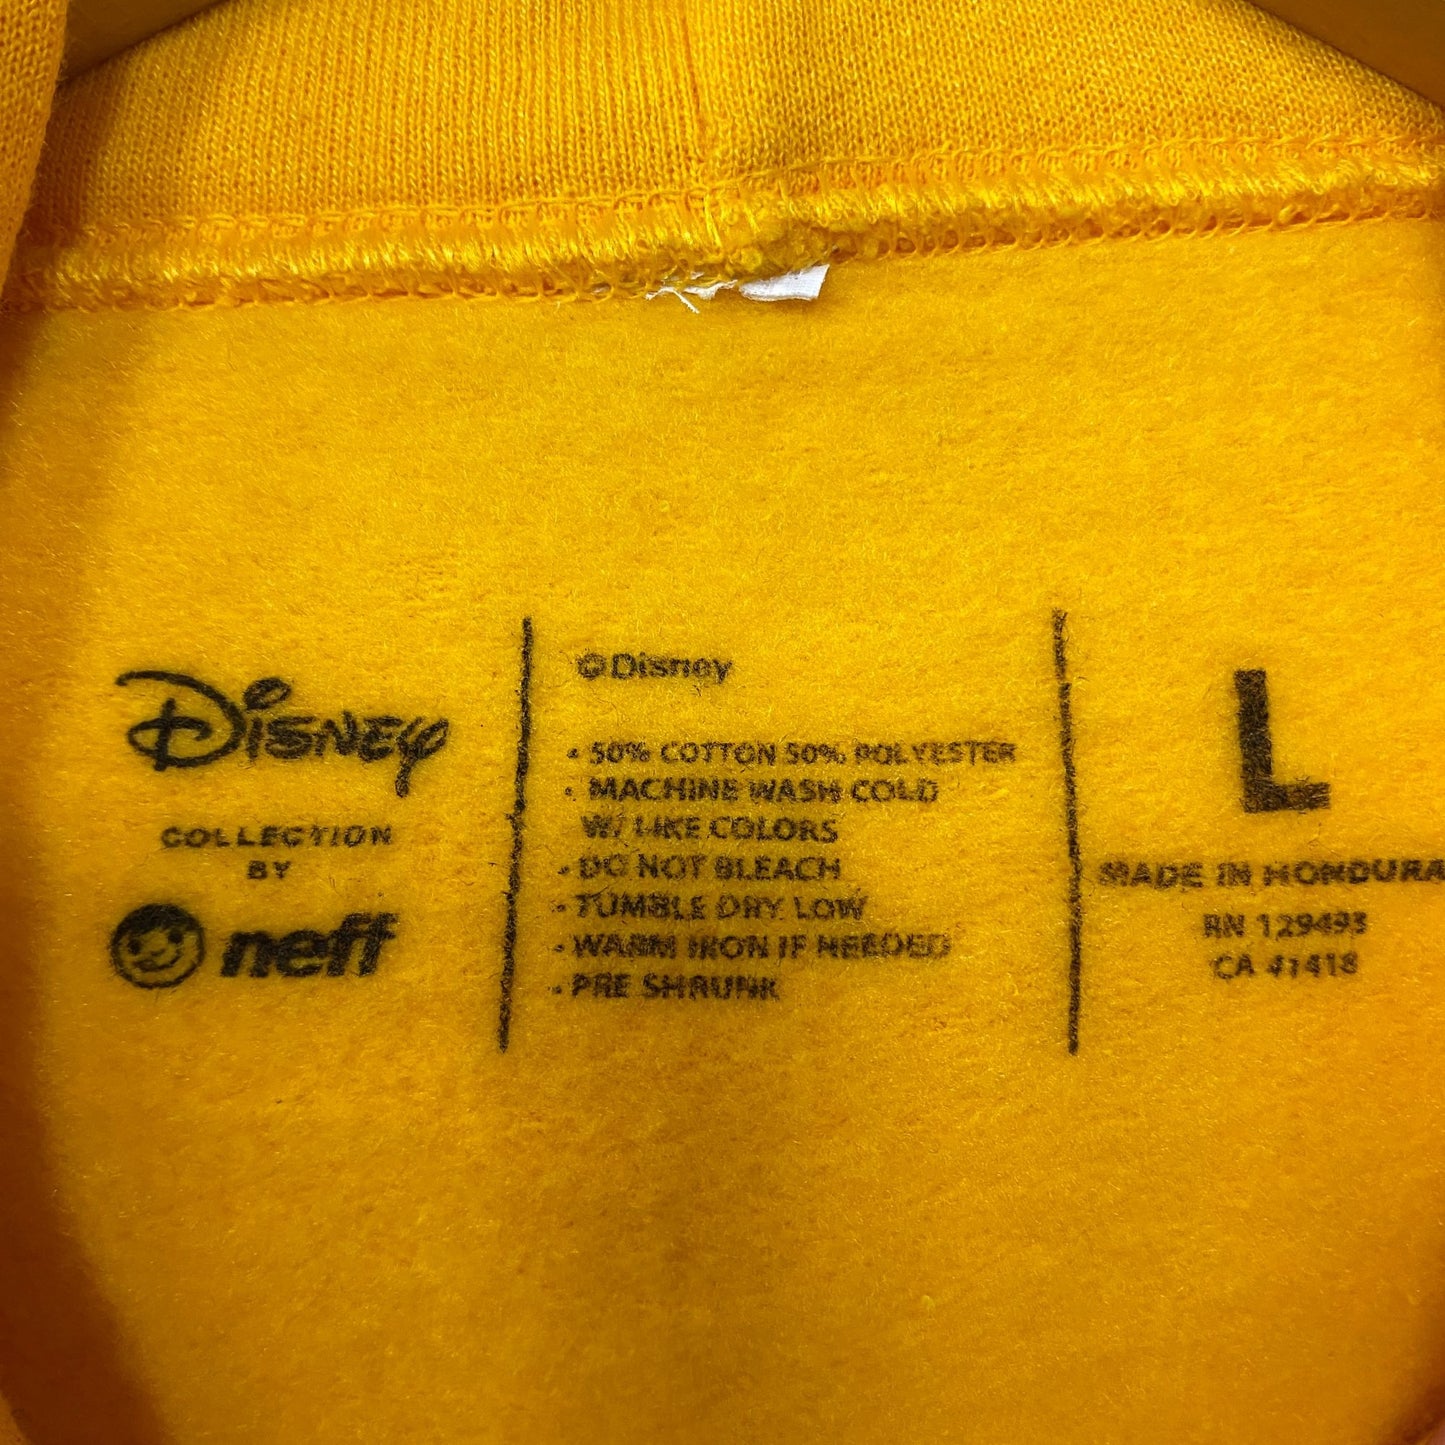 Disney
COLLECTION
BY
neff
©Disney
• 50% COTTON 50% POLYESTER
• MACHINE WASH COLD
W/ LIKE COLORS
• DO NOT BLEACH
• TUMBLE DRY LOW
• WARM IRON IF NEEDED
• PRE SHRUNK
L
MADE IN HONDURA
RN 129493
CA 41418